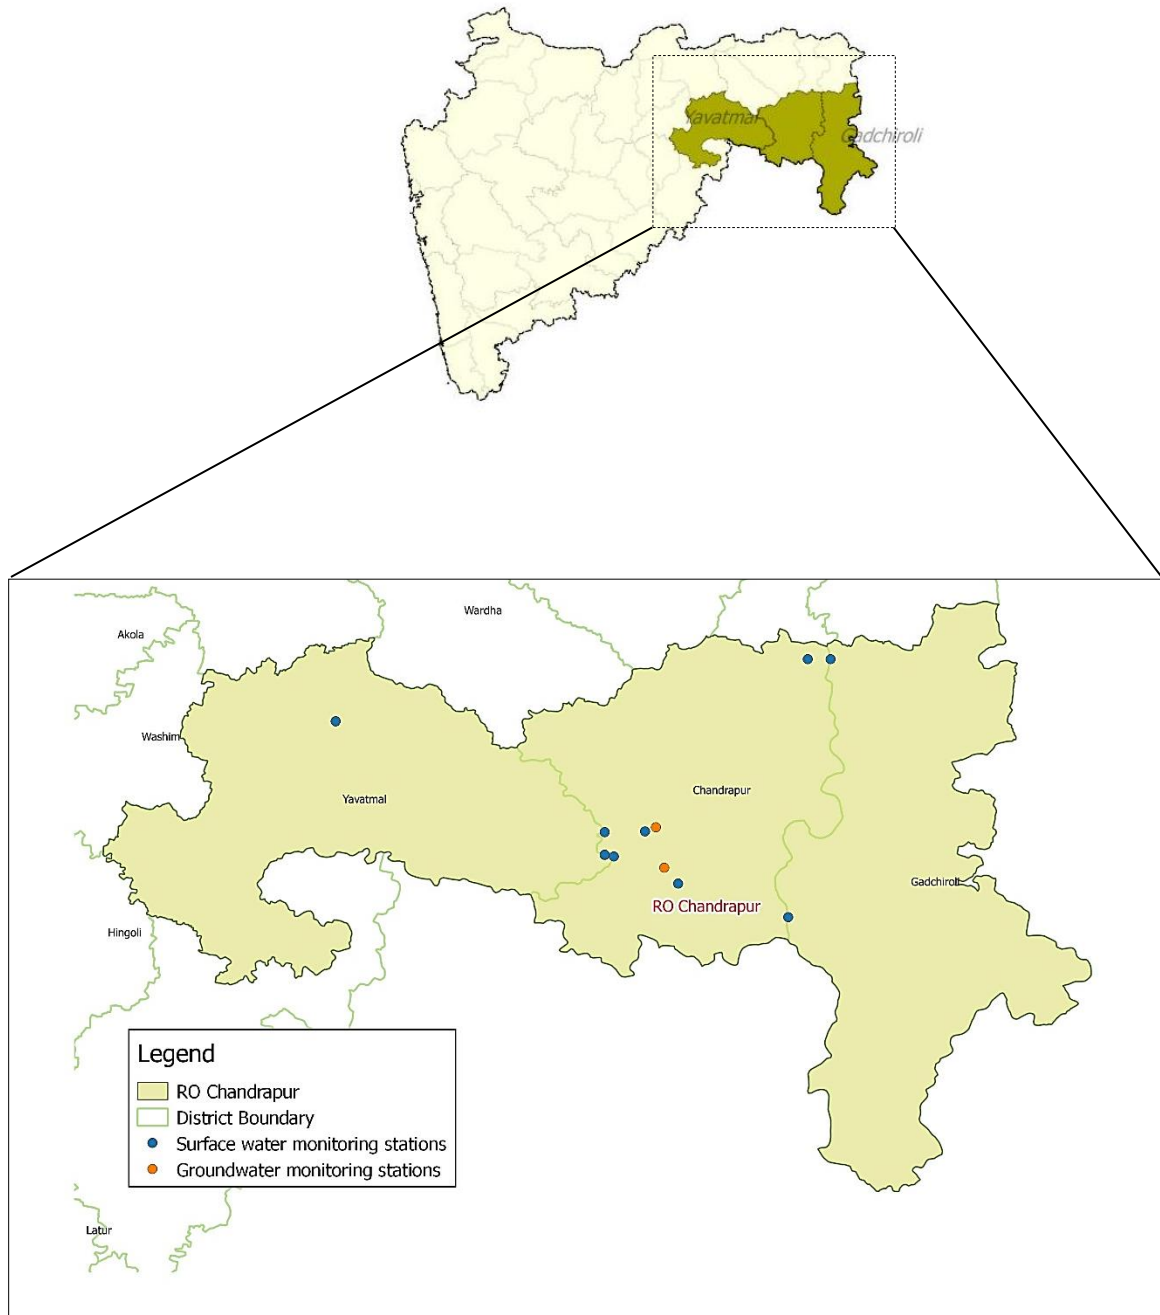 Yavatmal
Gadchiroli
Wardha
Akola
Washim
Yavatmal
Chandrapur
Gadchiroli
RO Chandrapur
Hingoli
Legend
RO Chandrapur
District Boundary
Surface water monitoring stations
Groundwater monitoring stations
Latur